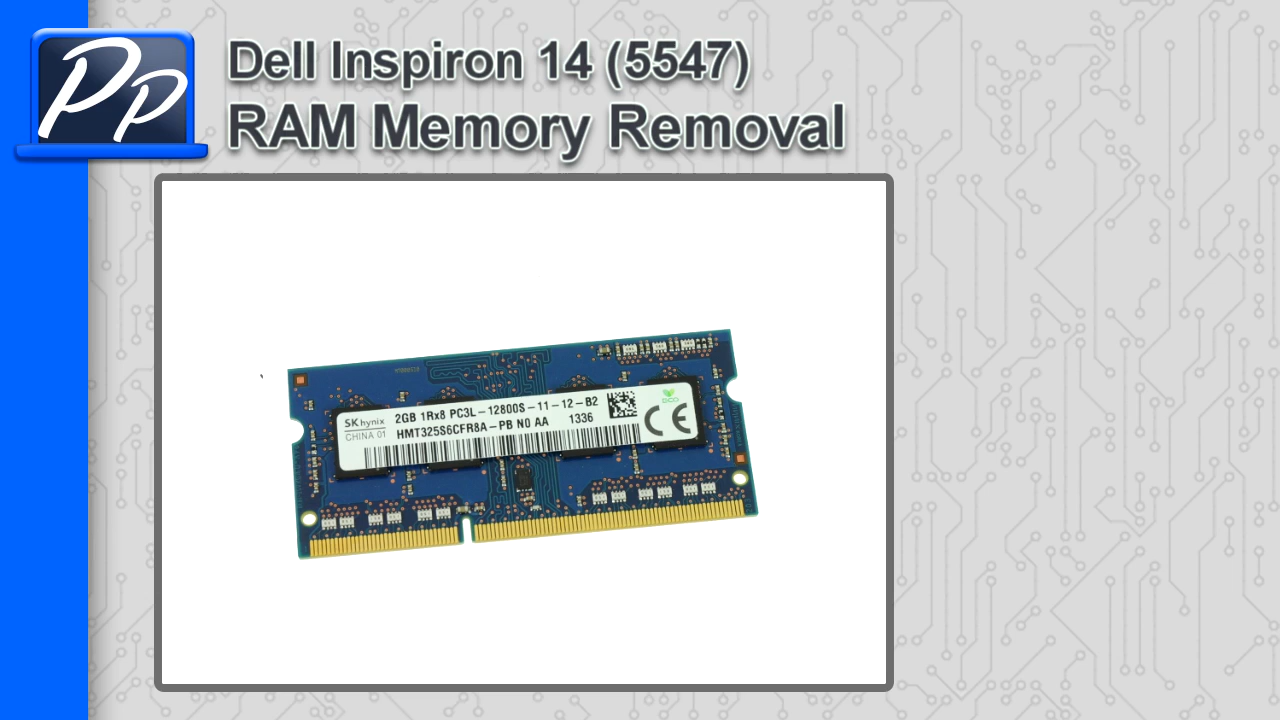 Pp
Dell Inspiron 14 (5547)
RAM Memory Removal
SK hynix
CHINA 01
2GB 1Rx8 PC3L-12800S-11-12-B2
HMT325S6CFR8A-PB N0 AA 1336